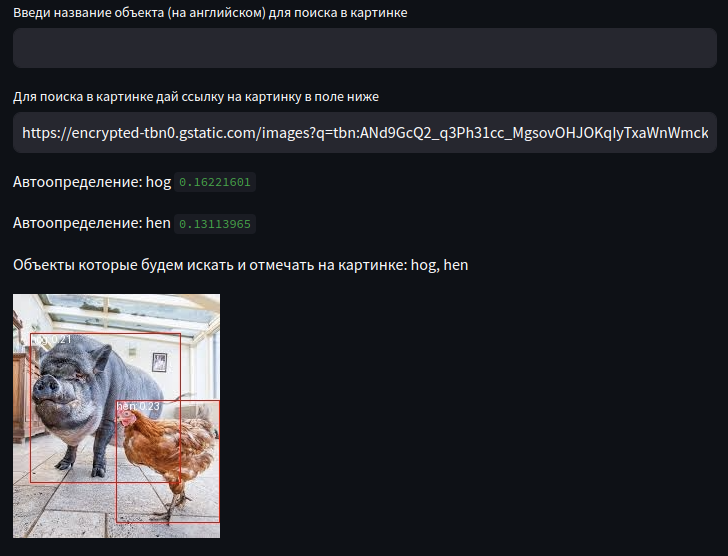 Введи название объекта (на английском) для поиска в картинке
Для поиска в картинке дай ссылку на картинку в поле ниже
https://encrypted-tbn0.gstatic.com/images?q=tbn:ANd9GcQ2_q3Ph31cc_MgsovOHJOKqIyTxaWnWmck
Автоопределение: hog 0.16221601
Автоопределение: hen 0.13113965
Объекты которые будем искать и отмечать на картинке: hog, hen
hog 0.21
hen 0.23